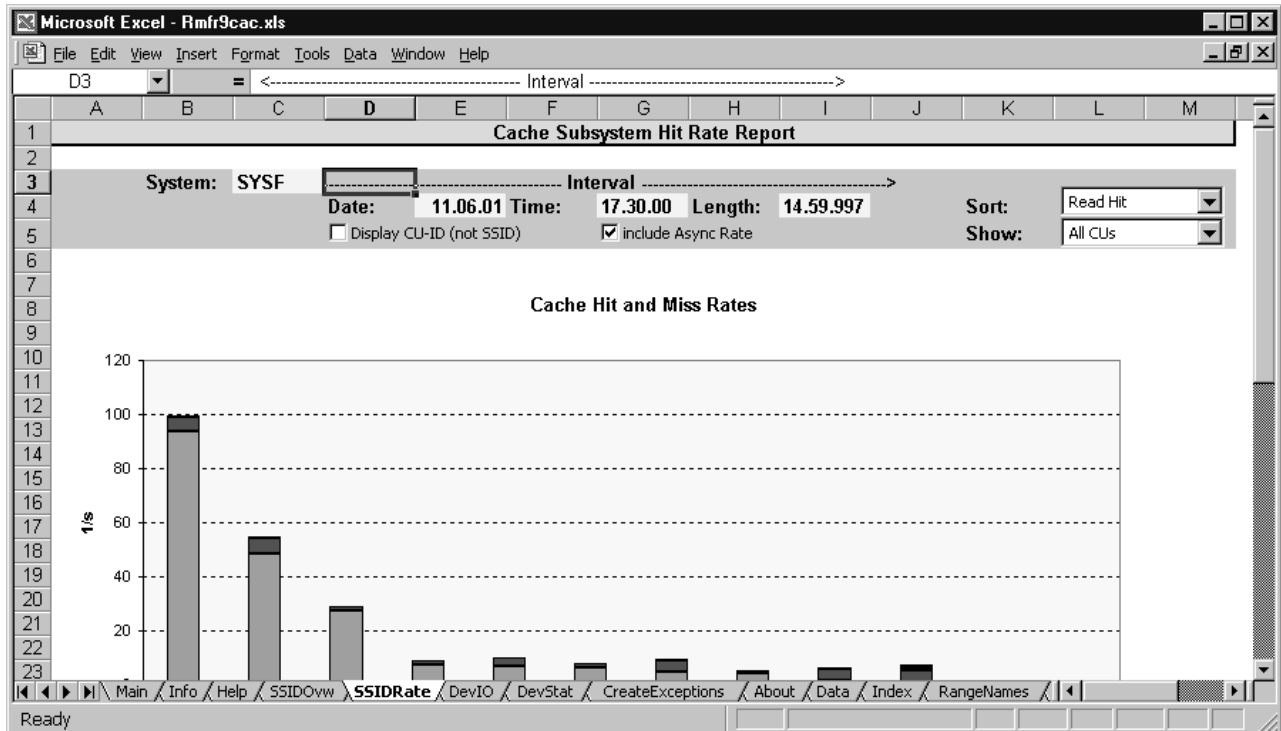 Microsoft Excel - Rmfr9cac.xls
File Edit View Insert Format Tools Data Window Help
D3 = <-------------------------------------------- Interval -------------------------------------------->
A B C D E F G H I J K L M
1 Cache Subsystem Hit Rate Report
2
3 System: SYSF -------------------------------------------- Interval -------------------------------------------->
4 Date: 11.06.01 Time: 17.30.00 Length: 14.59.997 Sort: Read Hit
5 Display CU-ID (not SSID) include Async Rate Show: All CUs
6
7
8 Cache Hit and Miss Rates
9
10 120
11
12 100
13
14 80
15
16
17 1/s 60
18
19 40
20
21 20
22
23
Main Info Help SSIDOvw SSIDRate DevIO DevStat CreateExceptions About Data Index RangeNames
Ready